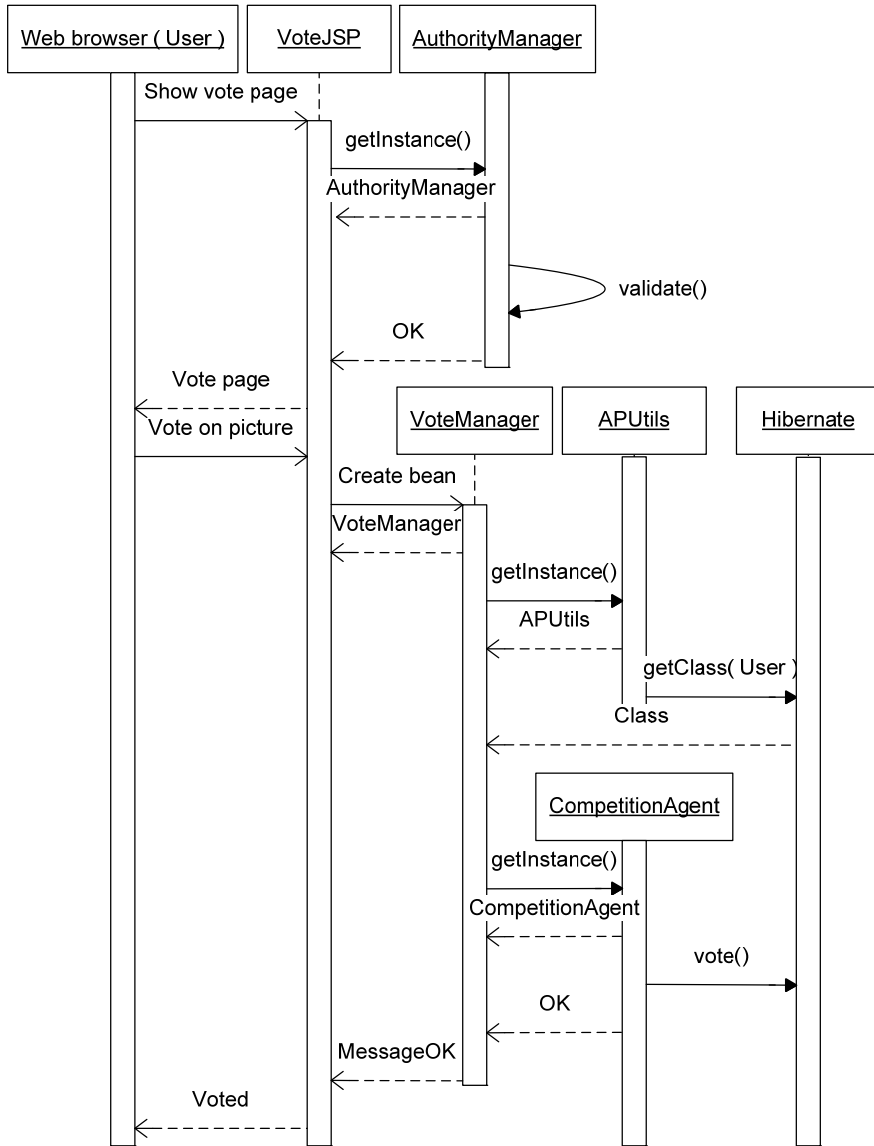 Web browser ( User )
VoteJSP
AuthorityManager
Show vote page
getInstance()
AuthorityManager
validate()
OK
Vote page
VoteManager
APUtils
Hibernate
Vote on picture
Create bean
VoteManager
getInstance()
APUtils
getClass( User )
Class
CompetitionAgent
getInstance()
CompetitionAgent
vote()
OK
MessageOK
Voted